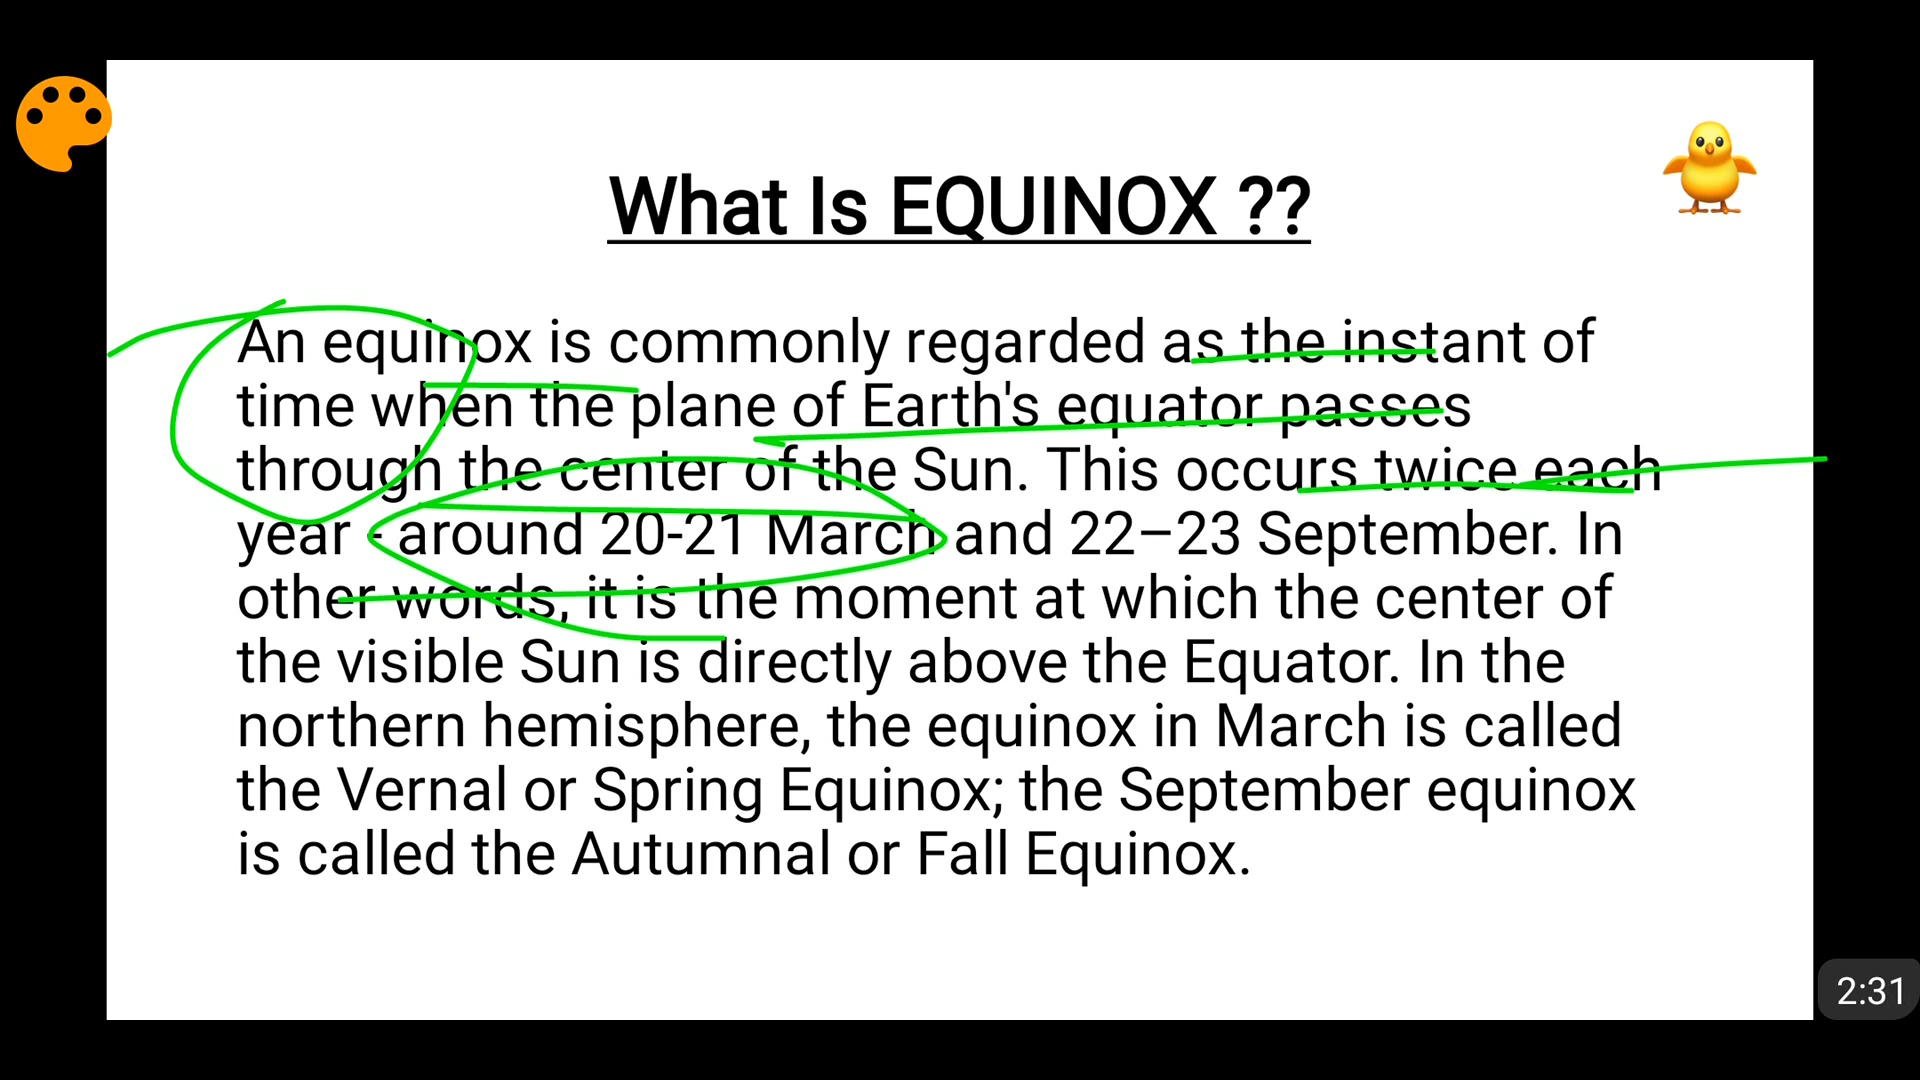 What Is EQUINOX ??
An equinox is commonly regarded as the instant of
time when the plane of Earth's equator passes
through the center of the Sun. This occurs twice each
year - around 20-21 March and 22–23 September. In
other words, it is the moment at which the center of
the visible Sun is directly above the Equator. In the
northern hemisphere, the equinox in March is called
the Vernal or Spring Equinox; the September equinox
is called the Autumnal or Fall Equinox.
2:31